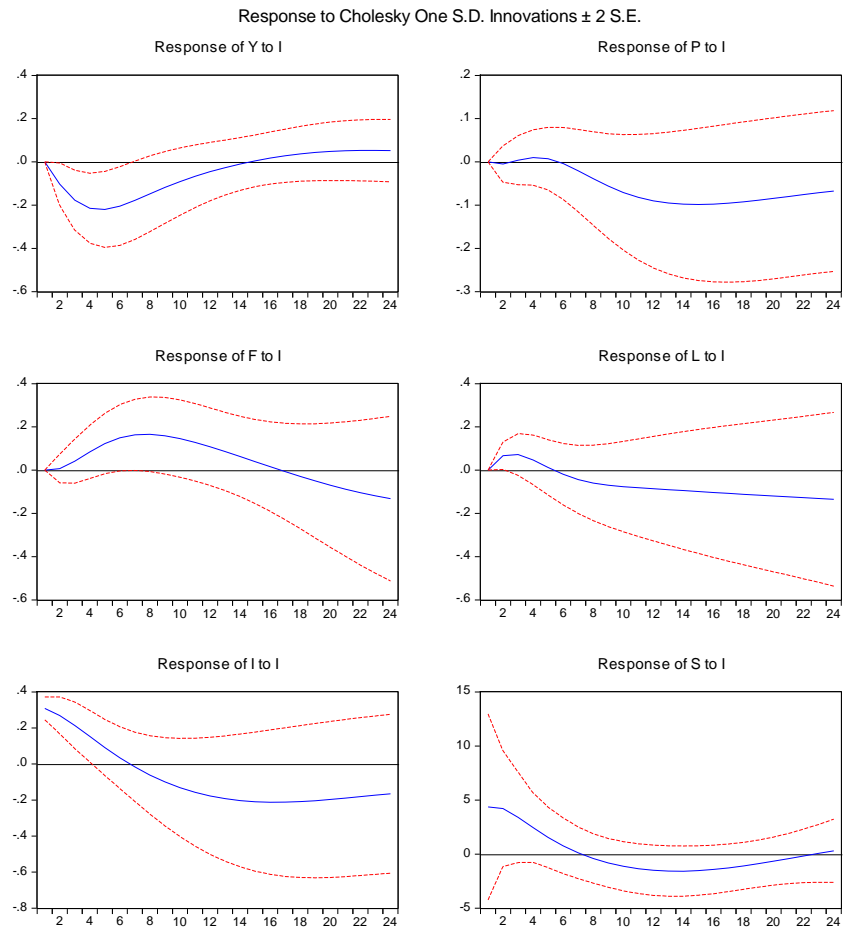 Response to Cholesky One S.D. Innovations ± 2 S.E.
Response of Y to I
.4
.2
.0
-.2
-.4
-.6
2 4 6 8 10 12 14 16 18 20 22 24
Response of P to I
.2
.1
.0
-.1
-.2
-.3
2 4 6 8 10 12 14 16 18 20 22 24
Response of F to I
.4
.2
.0
-.2
-.4
-.6
2 4 6 8 10 12 14 16 18 20 22 24
Response of L to I
.4
.2
.0
-.2
-.4
-.6
2 4 6 8 10 12 14 16 18 20 22 24
Response of I to I
.4
.2
.0
-.2
-.4
-.6
-.8
2 4 6 8 10 12 14 16 18 20 22 24
Response of S to I
15
10
5
0
-5
2 4 6 8 10 12 14 16 18 20 22 24